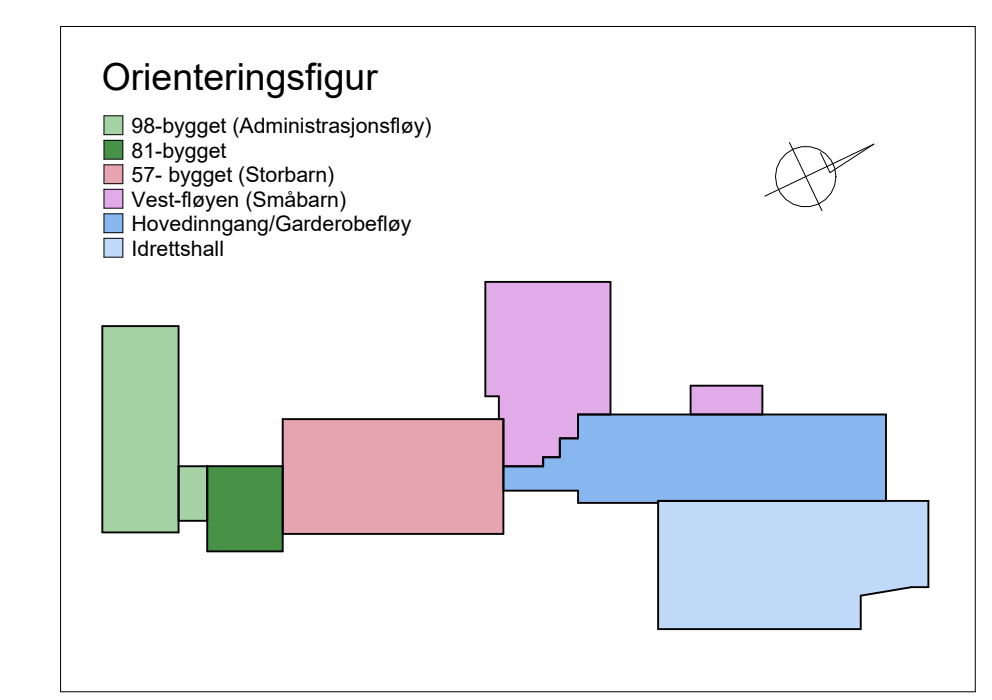 Orienteringsfigur
98-bygget (Administrasjonsfløy)
81-bygget
57- bygget (Storbarn)
Vest-fløyen (Småbarn)
Hovedinngang/Garderobefløy
Idrettshall